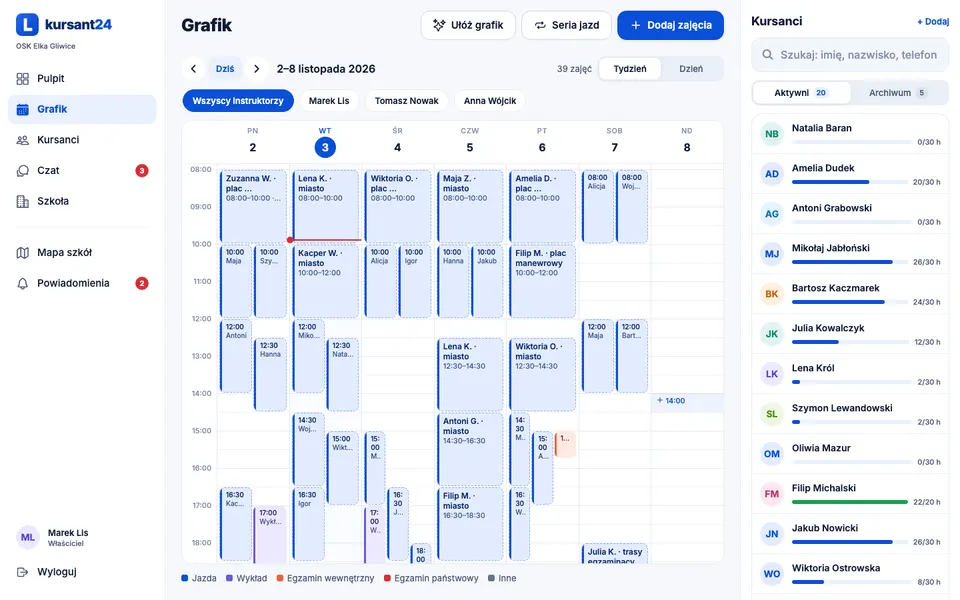 L kursant24
OSK Elka Gliwice
Pulpit
Grafik
Kursanci
Czat 3
Szkoła
Mapa szkół
Powiadomienia 2
ML Marek Lis
Właściciel
Wyloguj
Grafik
Ułóż grafik
Seria jazd
+ Dodaj zajęcia
Dziś
2–8 listopada 2026
39 zajęć
Tydzień Dzień
Wszyscy instruktorzy Marek Lis Tomasz Nowak Anna Wójcik
PN WT ŚR CZW PT SOB ND
2 3 4 5 6 7 8
08:00
09:00
10:00
11:00
12:00
13:00
14:00
15:00
16:00
17:00
18:00
Zuzanna W. ·
plac ...
08:00–10:00 ·...
10:00
Maja
10:00
Szy...
12:00
Antoni
12:30
Hanna
16:30
Kac...
17:00
Wykł...
Lena K. ·
miasto
08:00–10:00
Kacper W. ·
miasto
10:00–12:00
12:00
Miko...
12:30
Nata...
14:30
Woj...
15:00
Wikt...
16:30
Igor
Wiktoria O. ·
plac ...
08:00–10:00
10:00
Alicja
10:00
Igor
15:
00
M..
16:
30
J...
17:
00
W..
18:
00
Maja Z. ·
miasto
08:00–10:00
10:00
Hanna
10:00
Jakub
Lena K. ·
miasto
12:30–14:30
Antoni G. ·
miasto
14:30–16:30
Filip M. ·
miasto
16:30–18:30
Amelia D. ·
plac ...
08:00–10:00
Filip M. · plac
manewrowy
10:00–12:00
Wiktoria O. ·
miasto
12:30–14:30
14:
30
M..
15:
00
A...
1...
16:
30
W..
08:00
Alicja
08:00
Woj...
12:00
Maja
12:00
Bart...
Julia K. · trasy
egzaminacy
+ 14:00
Jazda Wykład Egzamin wewnętrzny Egzamin państwowy Inne
Kursanci + Dodaj
Szukaj: imię, nazwisko, telefon
Aktywni 20 Archiwum 5
NB Natalia Baran
0/30 h
AD Amelia Dudek
20/30 h
AG Antoni Grabowski
0/30 h
MJ Mikołaj Jabłoński
26/30 h
BK Bartosz Kaczmarek
24/30 h
JK Julia Kowalczyk
12/30 h
LK Lena Król
2/30 h
SL Szymon Lewandowski
2/30 h
OM Oliwia Mazur
0/30 h
FM Filip Michalski
22/20 h
JN Jakub Nowicki
26/30 h
WO Wiktoria Ostrowska
8/30 h